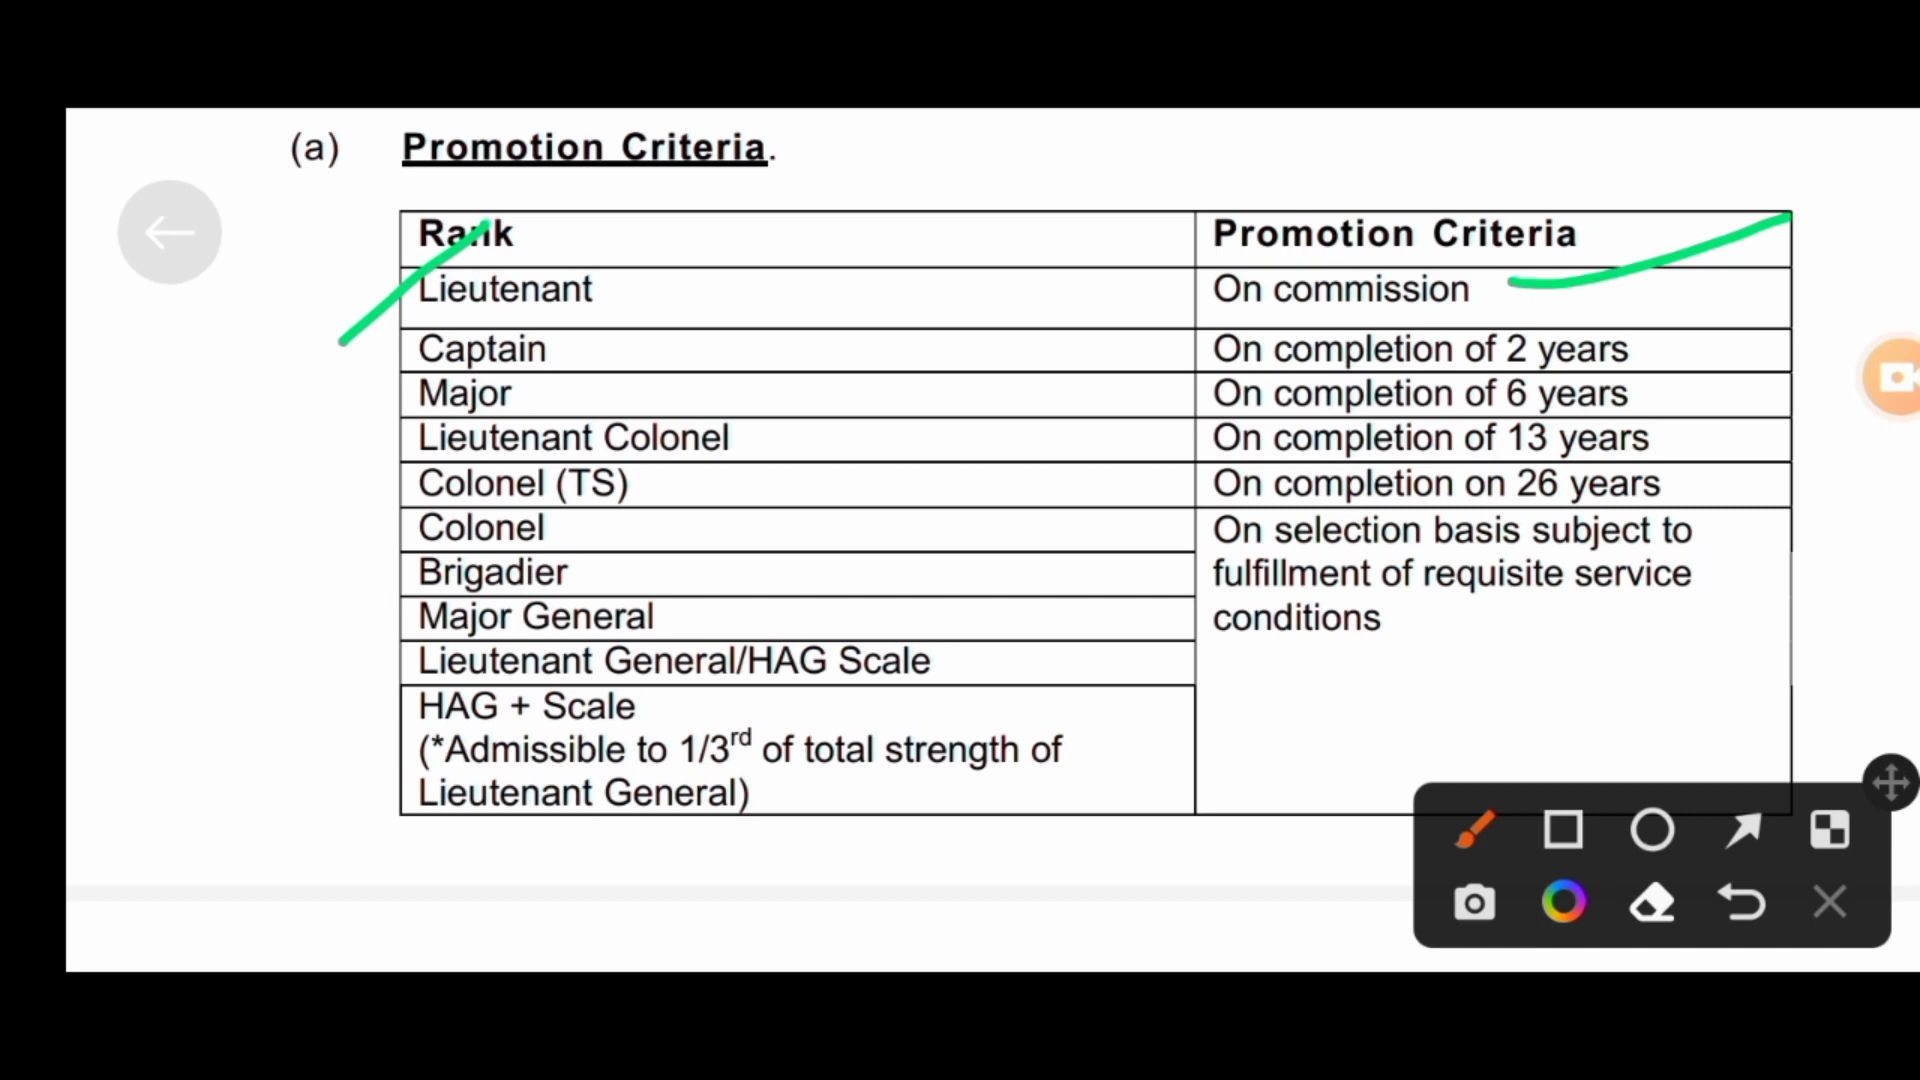 (a) Promotion Criteria.
Rank Promotion Criteria
Lieutenant On commission
Captain On completion of 2 years
Major On completion of 6 years
Lieutenant Colonel On completion of 13 years
Colonel (TS) On completion on 26 years
Colonel On selection basis subject to
Brigadier fulfillment of requisite service
Major General conditions
Lieutenant General/HAG Scale
HAG + Scale
(*Admissible to 1/3rd of total strength of
Lieutenant General)